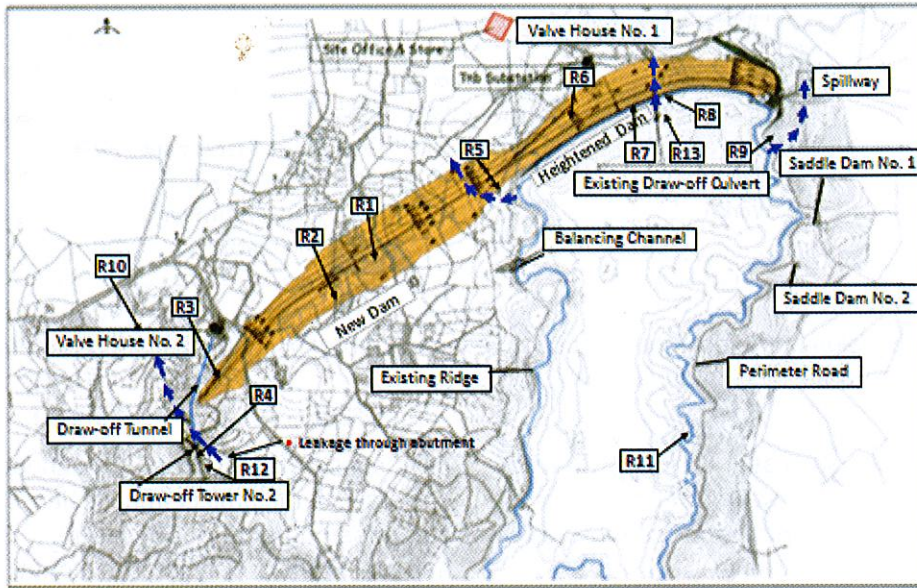 Valve House No. 1
Site Office & Store
Tnb Substation
R6
Spillway
R8
R5
Heightened Dam
R7
R13
R9
Saddle Dam No. 1
Existing Draw-off Culvert
R1
R2
Balancing Channel
R10
R3
New Dam
Saddle Dam No. 2
Valve House No. 2
Existing Ridge
Perimeter Road
R4
Draw-off Tunnel
Leakage through abutment
R12
R11
Draw-off Tower No.2